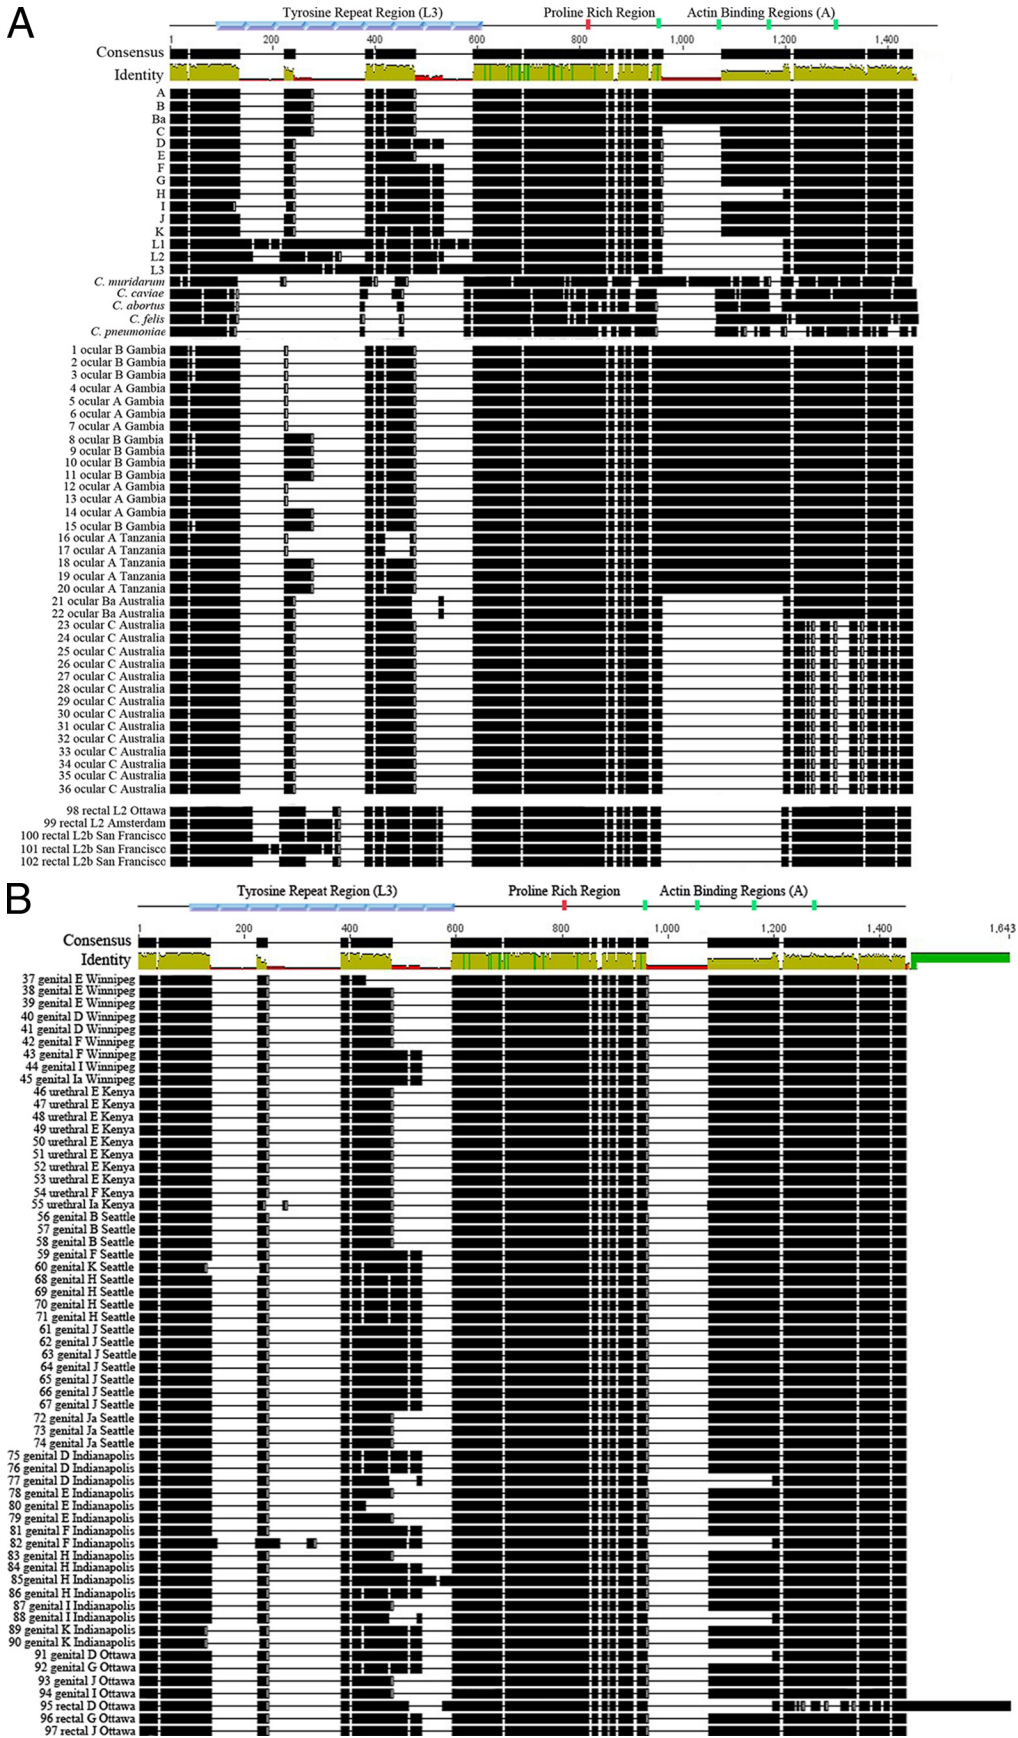 A
Tyrosine Repeat Region (L3) Proline Rich Region Actin Binding Regions (A)
1 200 400 600 800 1,000 1,200 1,400
Consensus
Identity
A
B
Ba
C
D
E
F
G
H
I
J
K
L1
L2
L3
C. muridarum
C. caviae
C. abortus
C. felis
C. pneumoniae
1 ocular B Gambia
2 ocular B Gambia
3 ocular B Gambia
4 ocular A Gambia
5 ocular A Gambia
6 ocular A Gambia
7 ocular A Gambia
8 ocular B Gambia
9 ocular B Gambia
10 ocular B Gambia
11 ocular B Gambia
12 ocular A Gambia
13 ocular A Gambia
14 ocular A Gambia
15 ocular B Gambia
16 ocular A Tanzania
17 ocular A Tanzania
18 ocular A Tanzania
19 ocular A Tanzania
20 ocular A Tanzania
21 ocular Ba Australia
22 ocular Ba Australia
23 ocular C Australia
24 ocular C Australia
25 ocular C Australia
26 ocular C Australia
27 ocular C Australia
28 ocular C Australia
29 ocular C Australia
30 ocular C Australia
31 ocular C Australia
32 ocular C Australia
33 ocular C Australia
34 ocular C Australia
35 ocular C Australia
36 ocular C Australia
98 rectal L2 Ottawa
99 rectal L2 Amsterdam
100 rectal L2b San Francisco
101 rectal L2b San Francisco
102 rectal L2b San Francisco
B
Tyrosine Repeat Region (L3) Proline Rich Region Actin Binding Regions (A)
1 200 400 600 800 1,000 1,200 1,400 1,643
Consensus
Identity
37 genital E Winnipeg
38 genital E Winnipeg
39 genital E Winnipeg
40 genital D Winnipeg
41 genital D Winnipeg
42 genital F Winnipeg
43 genital F Winnipeg
44 genital I Winnipeg
45 genital Ia Winnipeg
46 urethral E Kenya
47 urethral E Kenya
48 urethral E Kenya
49 urethral E Kenya
50 urethral E Kenya
51 urethral E Kenya
52 urethral E Kenya
53 urethral E Kenya
54 urethral F Kenya
55 urethral Ia Kenya
56 genital B Seattle
57 genital B Seattle
58 genital B Seattle
59 genital F Seattle
60 genital K Seattle
68 genital H Seattle
69 genital H Seattle
70 genital H Seattle
71 genital H Seattle
61 genital J Seattle
62 genital J Seattle
63 genital J Seattle
64 genital J Seattle
65 genital J Seattle
66 genital J Seattle
67 genital J Seattle
72 genital Ja Seattle
73 genital Ja Seattle
74 genital Ja Seattle
75 genital D Indianapolis
76 genital D Indianapolis
77 genital D Indianapolis
78 genital E Indianapolis
80 genital E Indianapolis
79 genital E Indianapolis
81 genital F Indianapolis
82 genital F Indianapolis
83 genital H Indianapolis
84 genital H Indianapolis
85genital H Indianapolis
86 genital H Indianapolis
87 genital I Indianapolis
88 genital I Indianapolis
89 genital K Indianapolis
90 genital K Indianapolis
91 genital D Ottawa
92 genital G Ottawa
93 genital J Ottawa
94 genital I Ottawa
95 rectal D Ottawa
96 rectal G Ottawa
97 rectal J Ottawa